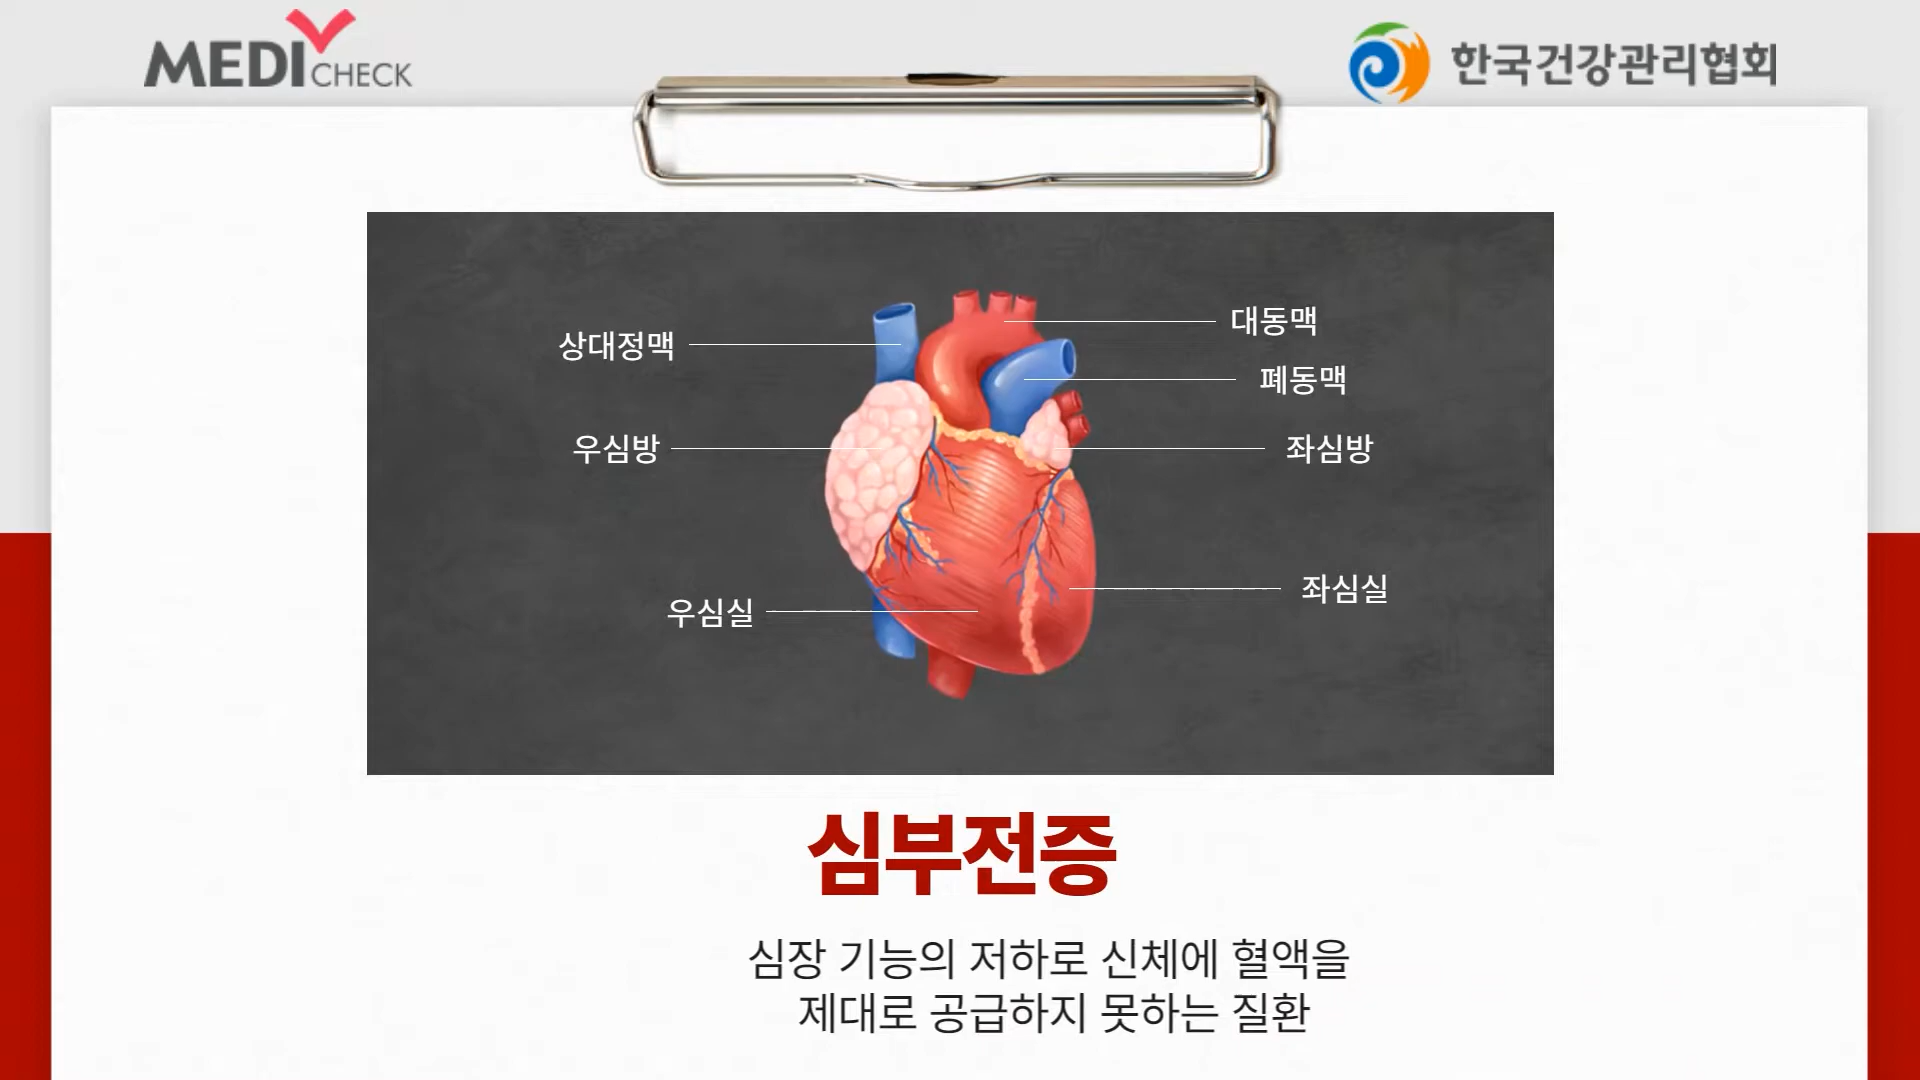 MEDI CHECK
한국건강관리협회
대동맥
상대정맥
폐동맥
우심방
좌심방
좌심실
우심실
심부전증
심장 기능의 저하로 신체에 혈액을
제대로 공급하지 못하는 질환